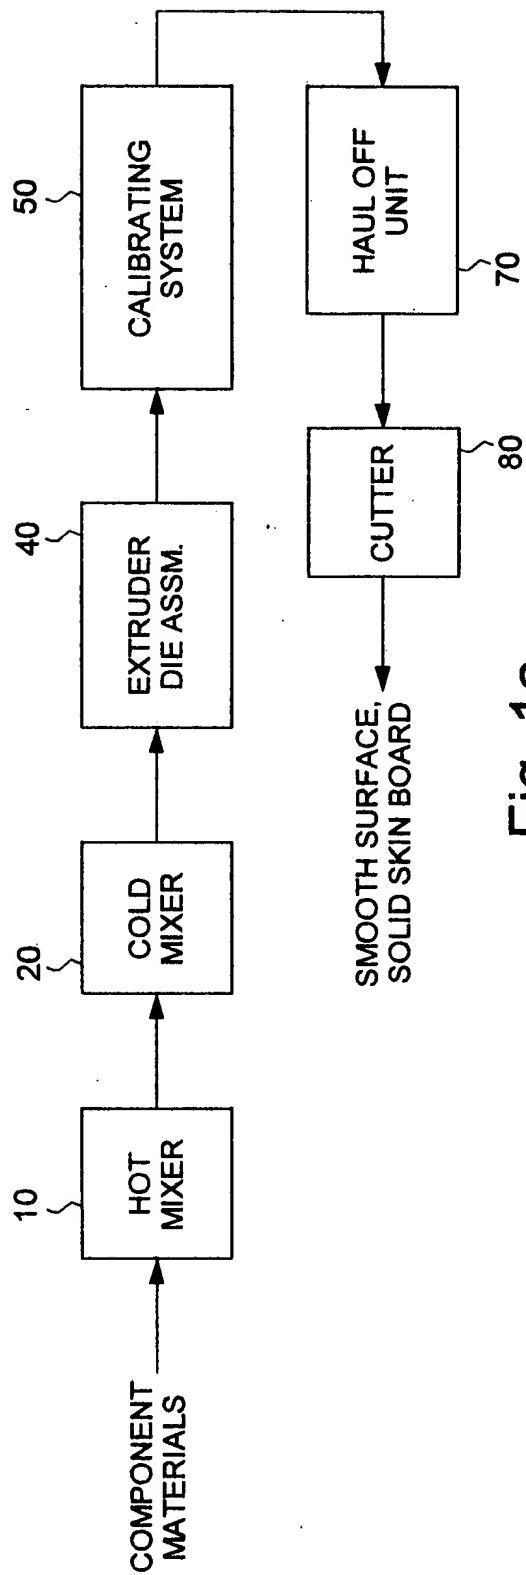 COMPONENT
MATERIALS
10
HOT
MIXER
20
COLD
MIXER
40
EXTRUDER
DIE ASSM.
50
CALIBRATING
SYSTEM
HAUL OFF
UNIT
70
CUTTER
80
SMOOTH SURFACE,
SOLID SKIN BOARD
Fig.